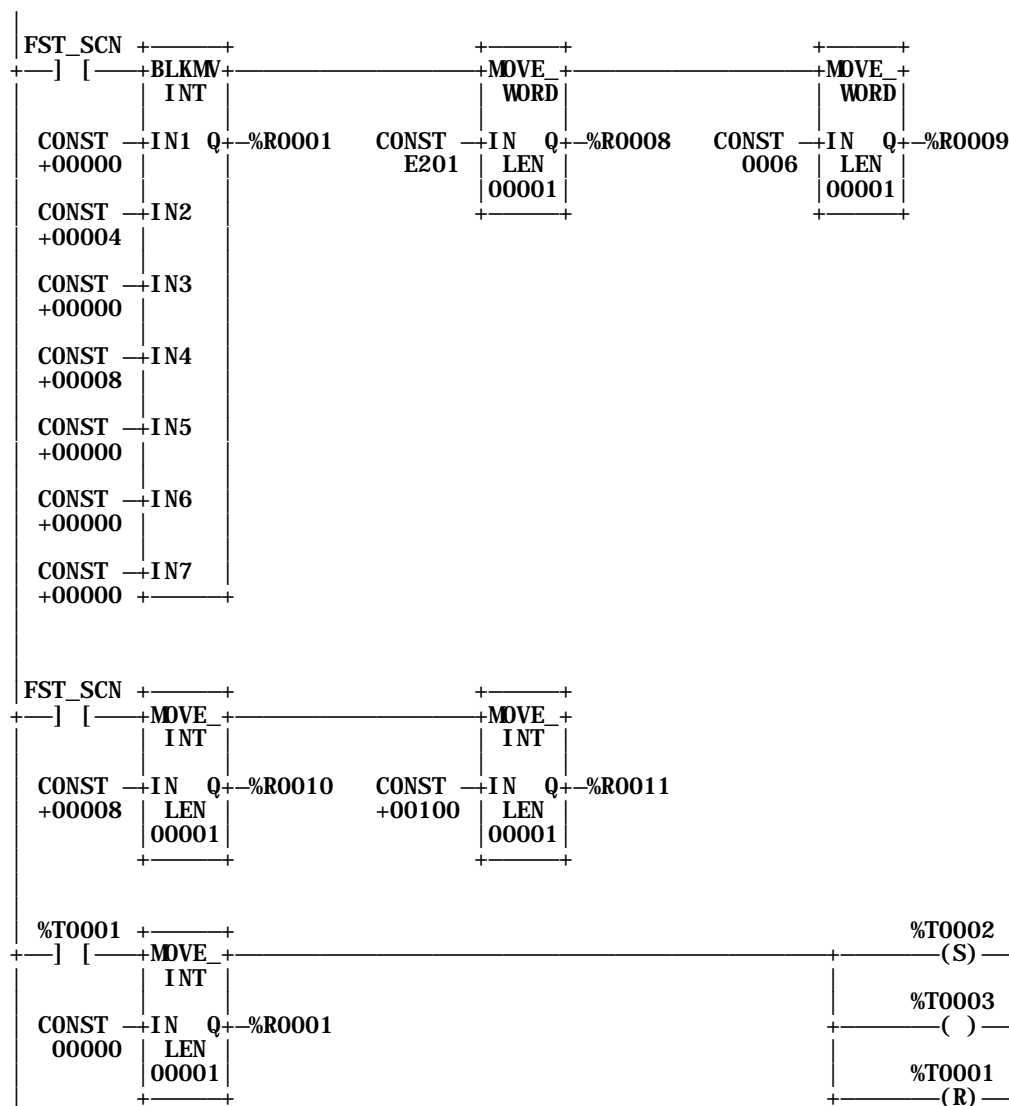 FST_SCN
] [ BLKMV MOVE_ MOVE_
INT WORD WORD
CONST IN1 Q %R0001 CONST IN Q %R0008 CONST IN Q %R0009
+00000 E201 LEN 0006 LEN
00001 00001
CONST IN2
+00004
CONST IN3
+00000
CONST IN4
+00008
CONST IN5
+00000
CONST IN6
+00000
CONST IN7
+00000
FST_SCN
] [ MOVE_ MOVE_
INT INT
CONST IN Q %R0010 CONST IN Q %R0011
+00008 LEN +00100 LEN
00001 00001
%T0001 %T0002
] [ MOVE_ (S)
INT
%T0003
CONST IN Q %R0001 ( )
00000 LEN
00001 %T0001
(R)